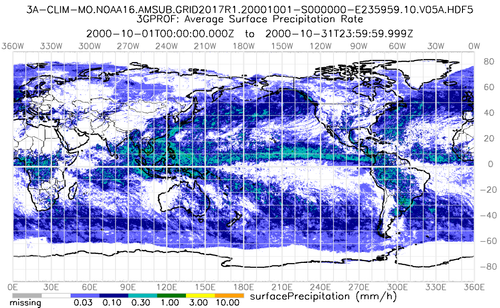 3A-CLIM-MO.NOAA16.AMSUB.GRID2017R1.20001001-S000000-E235959.10.V05A.HDF5
3GPROF: Average Surface Precipitation Rate
2000-10-01T00:00:00.000Z to 2000-10-31T23:59:59.999Z
360W 330W 300W 270W 240W 210W 180W 150W 120W 90W 60W 30W 0W
80
60
40
20
0
-20
-40
-60
-80
0E 30E 60E 90E 120E 150E 180E 210E 240E 270E 300E 330E 360E
missing 0.03 0.10 0.30 1.00 3.00 10.00 surfacePrecipitation (mm/h)